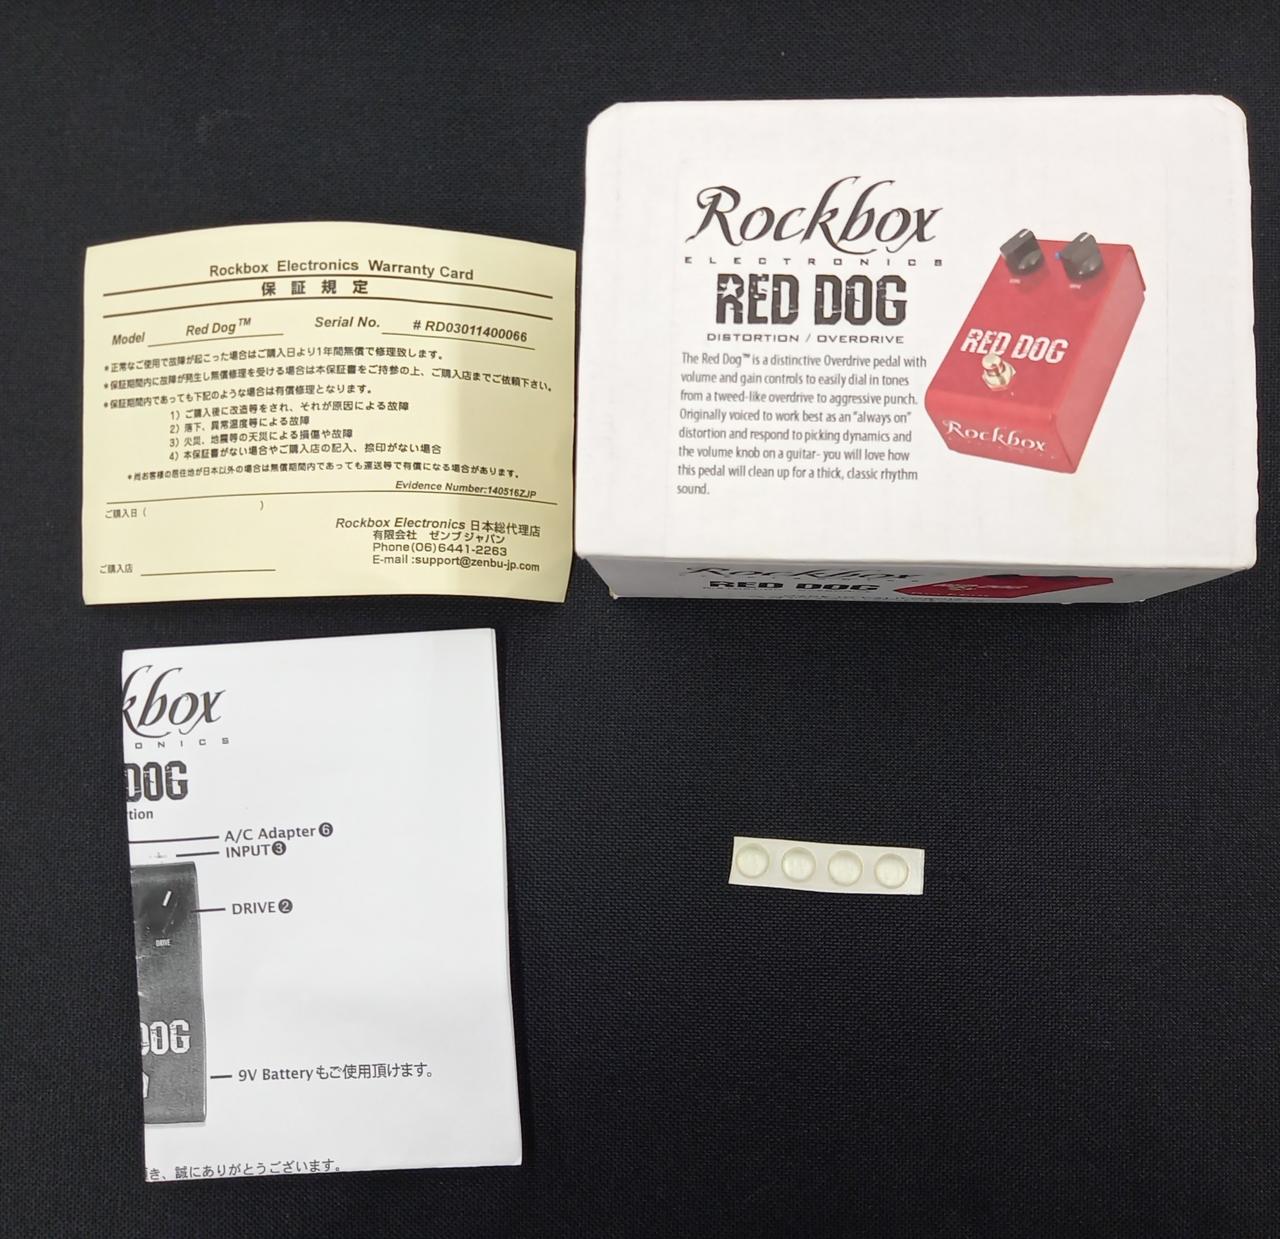 Rockbox Electronics Warranty Card
保証規定
Model Red Dog™ Serial No. # RD03011400066
*正常なご使用で故障が起こった場合はご購入日より1年間無償で修理致します。
*保証期間内に故障が発生し無償修理を受ける場合は本保証書をご持参の上、ご購入店までご依頼下さい。
*保証期間内であっても下記のような場合は有償修理となります。
1）ご購入後に改造等をされ、それが原因による故障
2）落下、異常温度等による故障
3）火災、地震等の天災による損傷や故障
4）本保証書がない場合やご購入店の記入、捺印がない場合
*尚お客様の居住地が日本以外の場合は無償期間内であっても運送等で有償になる場合があります。
Evidence Number:140516ZJP
ご購入日（ ）
Rockbox Electronics 日本総代理店
有限会社 ゼンブジャパン
Phone(06)6441-2263
E-mail :support@zenbu-jp.com
ご購入店
Rockbox
ELECTRONICS
RED DOG
DISTORTION / OVERDRIVE
The Red Dog™ is a distinctive Overdrive pedal with
volume and gain controls to easily dial in tones
from a tweed-like overdrive to aggressive punch.
Originally voiced to work best as an "always on"
distortion and respond to picking dynamics and
the volume knob on a guitar- you will love how
this pedal will clean up for a thick, classic rhythm
sound.
RED DOG
Rockbox
Rockbox
RED DOG
kbox
ONICS
DOG
tion
A/C Adapter❻
INPUT❸
DRIVE❷
DRIVE
DOG
9V Batteryもご使用頂けます。
き、誠にありがとうございます。